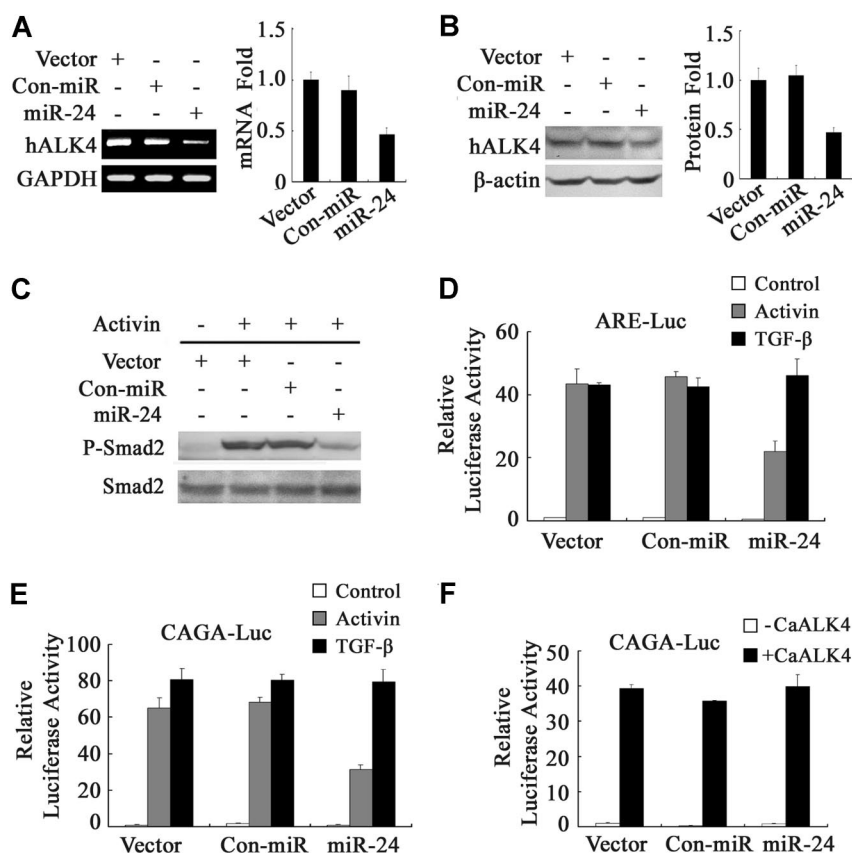 A
Vector + - -
Con-miR - + -
miR-24 - - +
hALK4
GAPDH
mRNA Fold
1.5
1.0
0.5
0
Vector
Con-miR
miR-24
B
Vector + - -
Con-miR - + -
miR-24 - - +
hALK4
β-actin
Protein Fold
1.5
1.0
0.5
0
Vector
Con-miR
miR-24
C
Activin - + + +
Vector + + - -
Con-miR - - + -
miR-24 - - - +
P-Smad2
Smad2
D
Control
Activin
TGF-β
ARE-Luc
Relative
Luciferase Activity
60
40
20
0
Vector Con-miR miR-24
E
Control
Activin
TGF-β
CAGA-Luc
Relative
Luciferase Activity
100
80
60
40
20
0
Vector Con-miR miR-24
F
-CaALK4
+CaALK4
CAGA-Luc
Relative
Luciferase Activity
50
40
30
20
10
0
Vector Con-miR miR-24